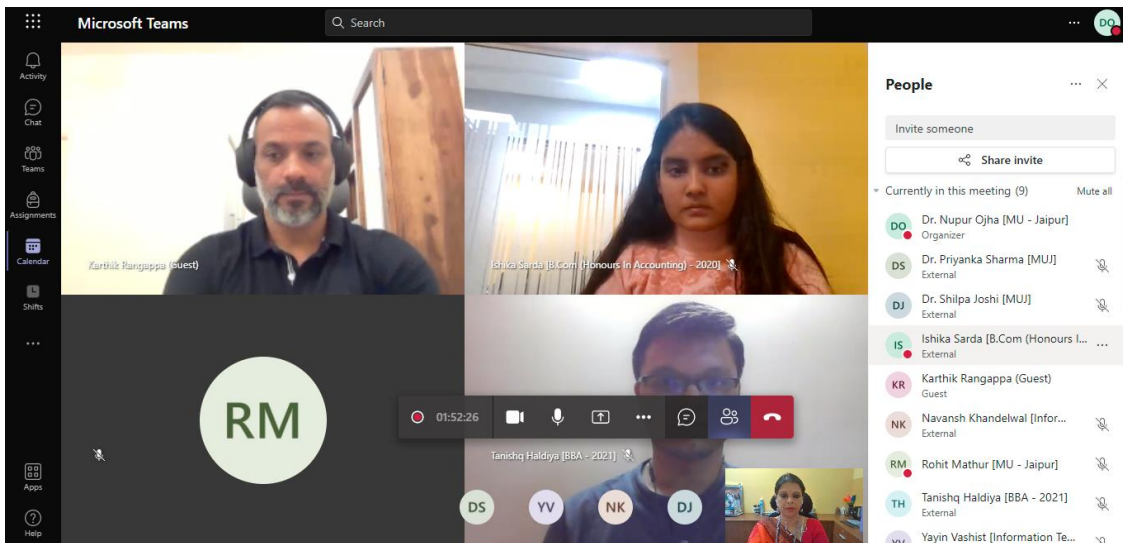 Microsoft Teams
Search
DO
Activity
Chat
Teams
Assignments
Calendar
Shifts
Apps
Help
Karthik Rangappa (Guest)
Ishika Sarda [B.Com (Honours In Accounting) - 2020]
RM
01:52:26
Tanishq Haldiya [BBA - 2021]
DS
YV
NK
DJ
People
Invite someone
Share invite
Currently in this meeting (9)
Mute all
DO
Dr. Nupur Ojha [MU - Jaipur]
Organizer
DS
Dr. Priyanka Sharma [MUJ]
External
DJ
Dr. Shilpa Joshi [MUJ]
External
IS
Ishika Sarda [B.Com (Honours I...
External
KR
Karthik Rangappa (Guest)
Guest
NK
Navansh Khandelwal [Infor...
External
RM
Rohit Mathur [MU - Jaipur]
TH
Tanishq Haldiya [BBA - 2021]
External
YV
Yayin Vashist [Information Te...